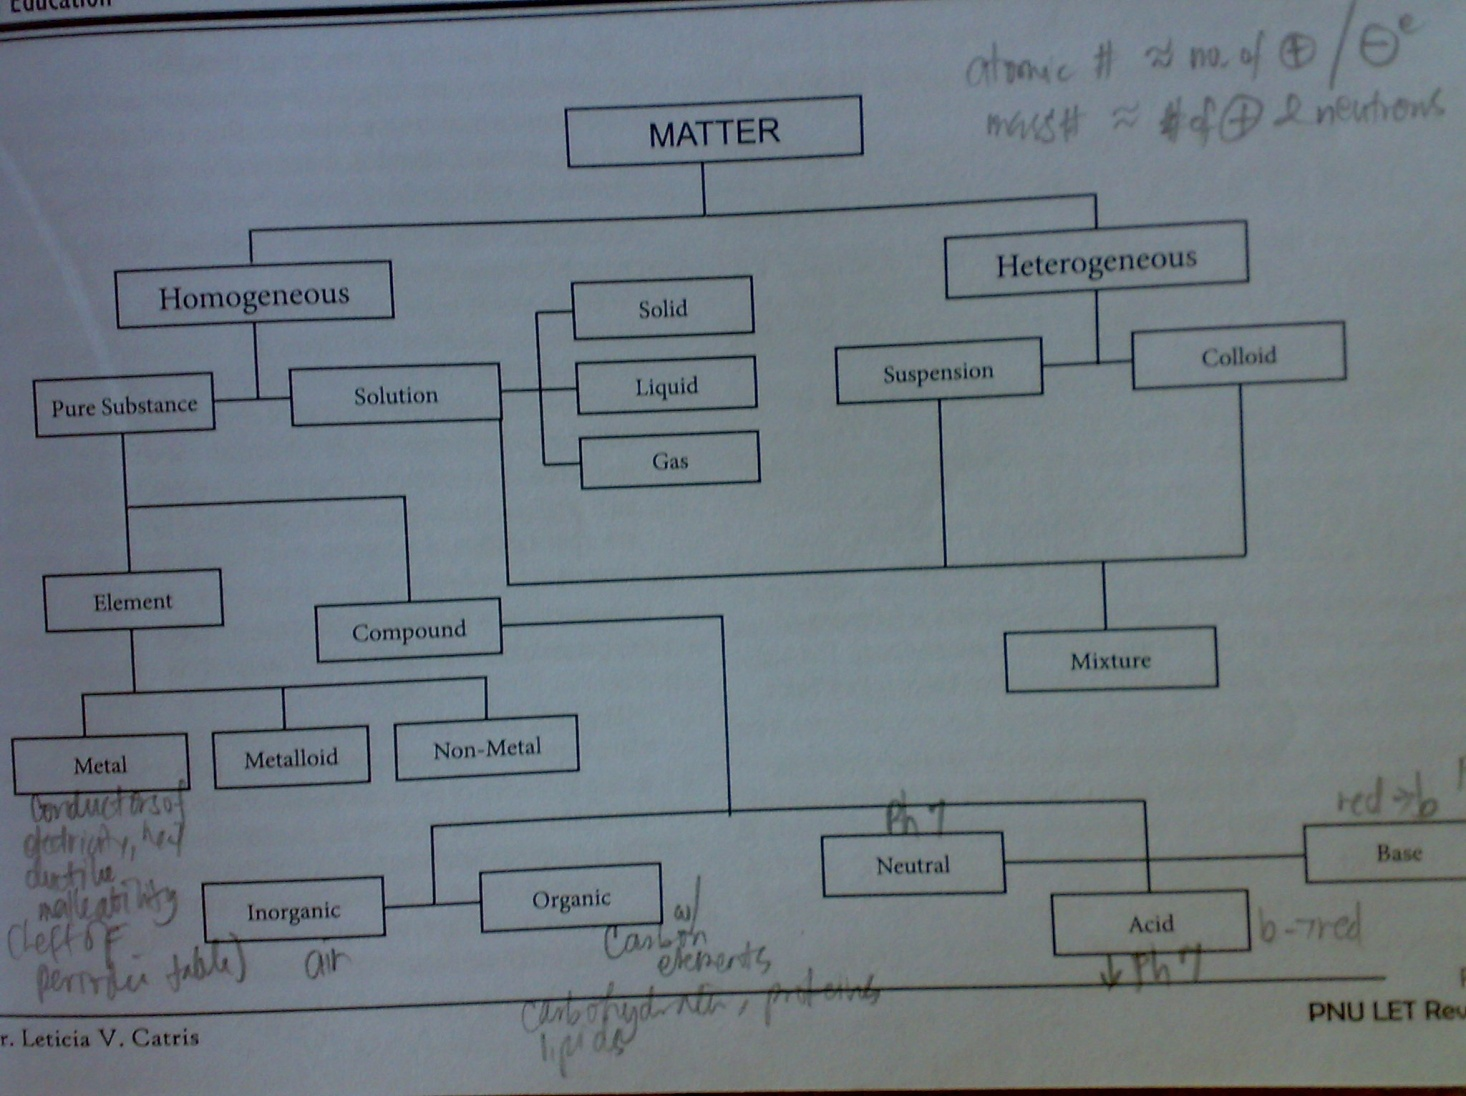 Education
atomic # ≈ no. of ⊕ / ⊖ e
mass# ≈ # of ⊕ & neutrons
MATTER
Homogeneous
Heterogeneous
Solid
Pure Substance
Solution
Liquid
Suspension
Colloid
Gas
Element
Compound
Mixture
Metal
Metalloid
Non-Metal
Conductors of
electricity, heat
ductile
malleability
(left of
periodic table)
Inorganic
air
Organic
w/
Carbon
elements
carbohydrates, proteins
lipids
Ph 7
Neutral
red → b
Base
Acid
b → red
↓ Ph 7
r. Leticia V. Catris
PNU LET Rev